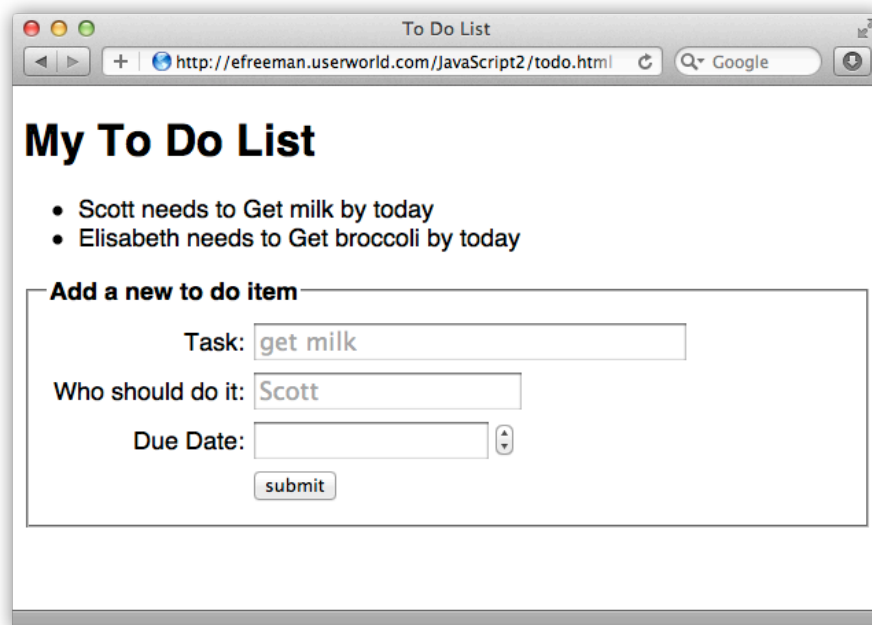 To Do List
http://efreeman.userworld.com/JavaScript2/todo.html
Google
My To Do List
• Scott needs to Get milk by today
• Elisabeth needs to Get broccoli by today
Add a new to do item
Task: get milk
Who should do it: Scott
Due Date:
submit